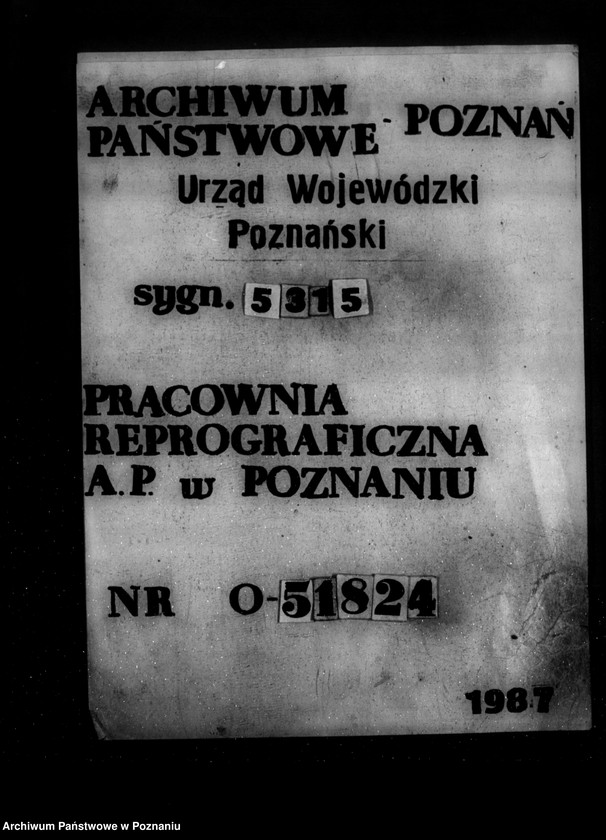 ARCHIWUM
PAŃSTWOWE - POZNAŃ
Urząd Wojewódzki
Poznański
sygn. 5315
PRACOWNIA
REPROGRAFICZNA
A.P. w POZNANIU
NR O-51824
1987
Archiwum Państwowe w Poznaniu